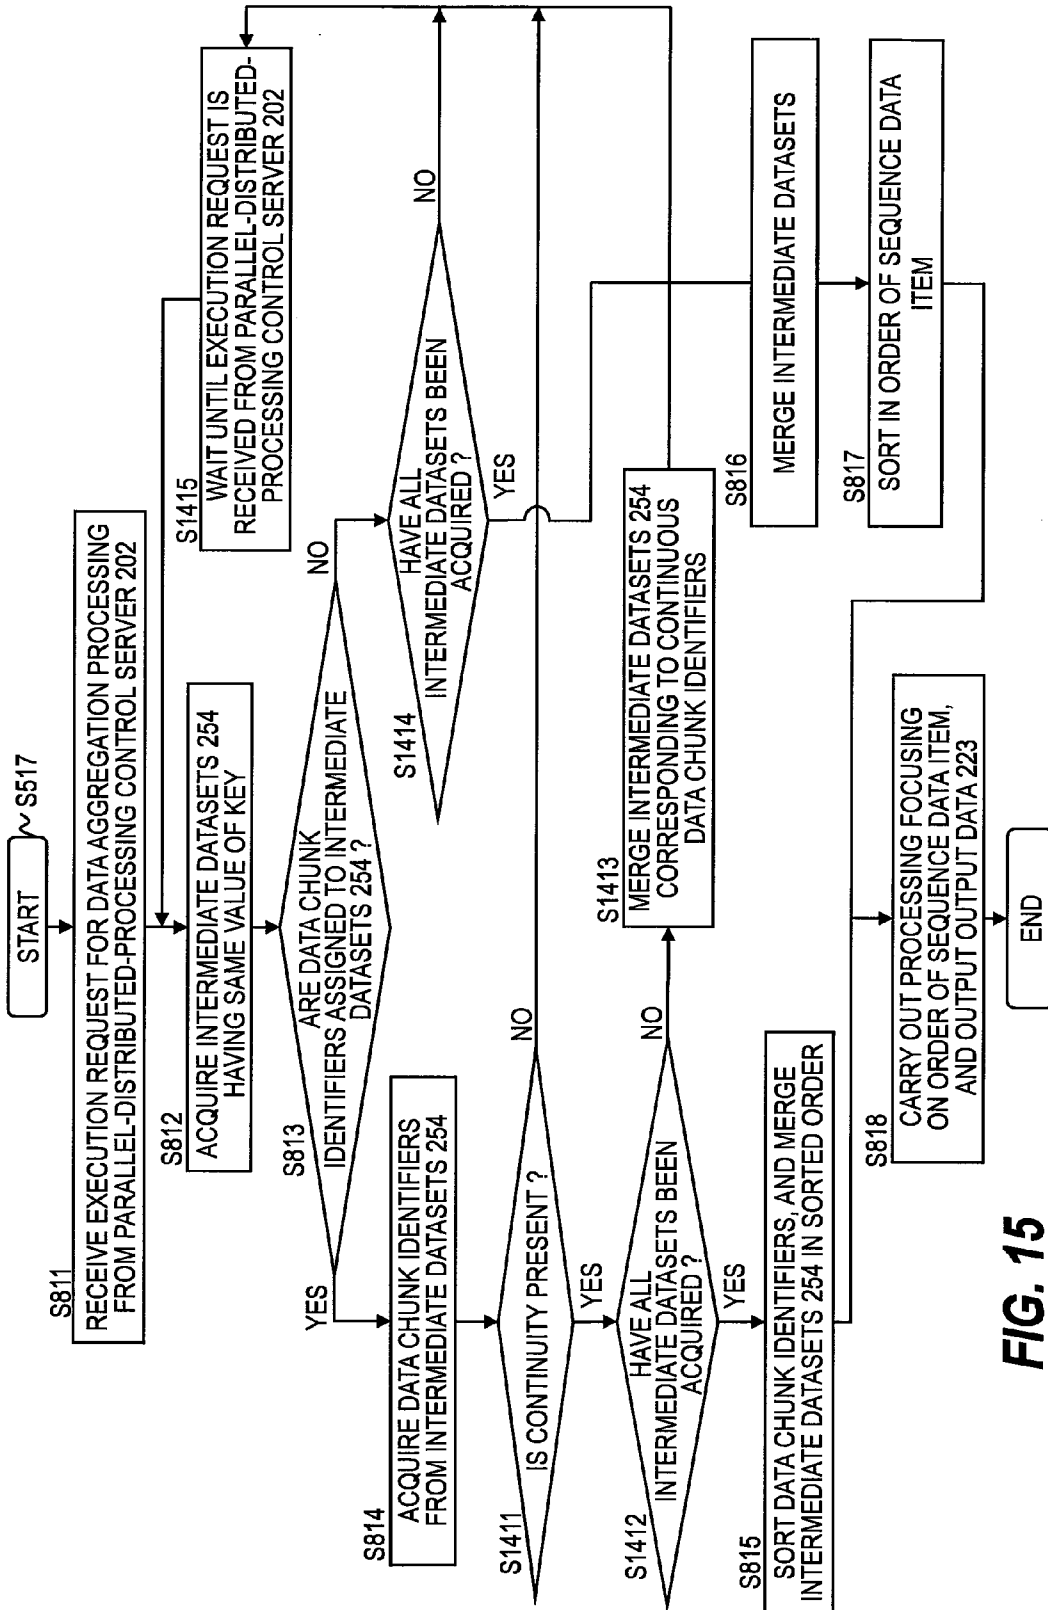 START
S517
S811
RECEIVE EXECUTION REQUEST FOR DATA AGGREGATION PROCESSING
FROM PARALLEL-DISTRIBUTED-PROCESSING CONTROL SERVER 202
S812
ACQUIRE INTERMEDIATE DATASETS 254
HAVING SAME VALUE OF KEY
S813
ARE DATA CHUNK
IDENTIFIERS ASSIGNED TO INTERMEDIATE
DATASETS 254 ?
YES
NO
S814
ACQUIRE DATA CHUNK IDENTIFIERS
FROM INTERMEDIATE DATASETS 254
S1411
IS CONTINUITY PRESENT ?
NO
YES
S1412
HAVE ALL
INTERMEDIATE DATASETS BEEN
ACQUIRED ?
NO
YES
S815
SORT DATA CHUNK IDENTIFIERS, AND MERGE
INTERMEDIATE DATASETS 254 IN SORTED ORDER
S1413
MERGE INTERMEDIATE DATASETS 254
CORRESPONDING TO CONTINUOUS
DATA CHUNK IDENTIFIERS
S1414
HAVE ALL
INTERMEDIATE DATASETS BEEN
ACQUIRED ?
NO
YES
S1415
WAIT UNTIL EXECUTION REQUEST IS
RECEIVED FROM PARALLEL-DISTRIBUTED-
PROCESSING CONTROL SERVER 202
S816
MERGE INTERMEDIATE DATASETS
S817
SORT IN ORDER OF SEQUENCE DATA
ITEM
S818
CARRY OUT PROCESSING FOCUSING
ON ORDER OF SEQUENCE DATA ITEM,
AND OUTPUT OUTPUT DATA 223
END
FIG. 15